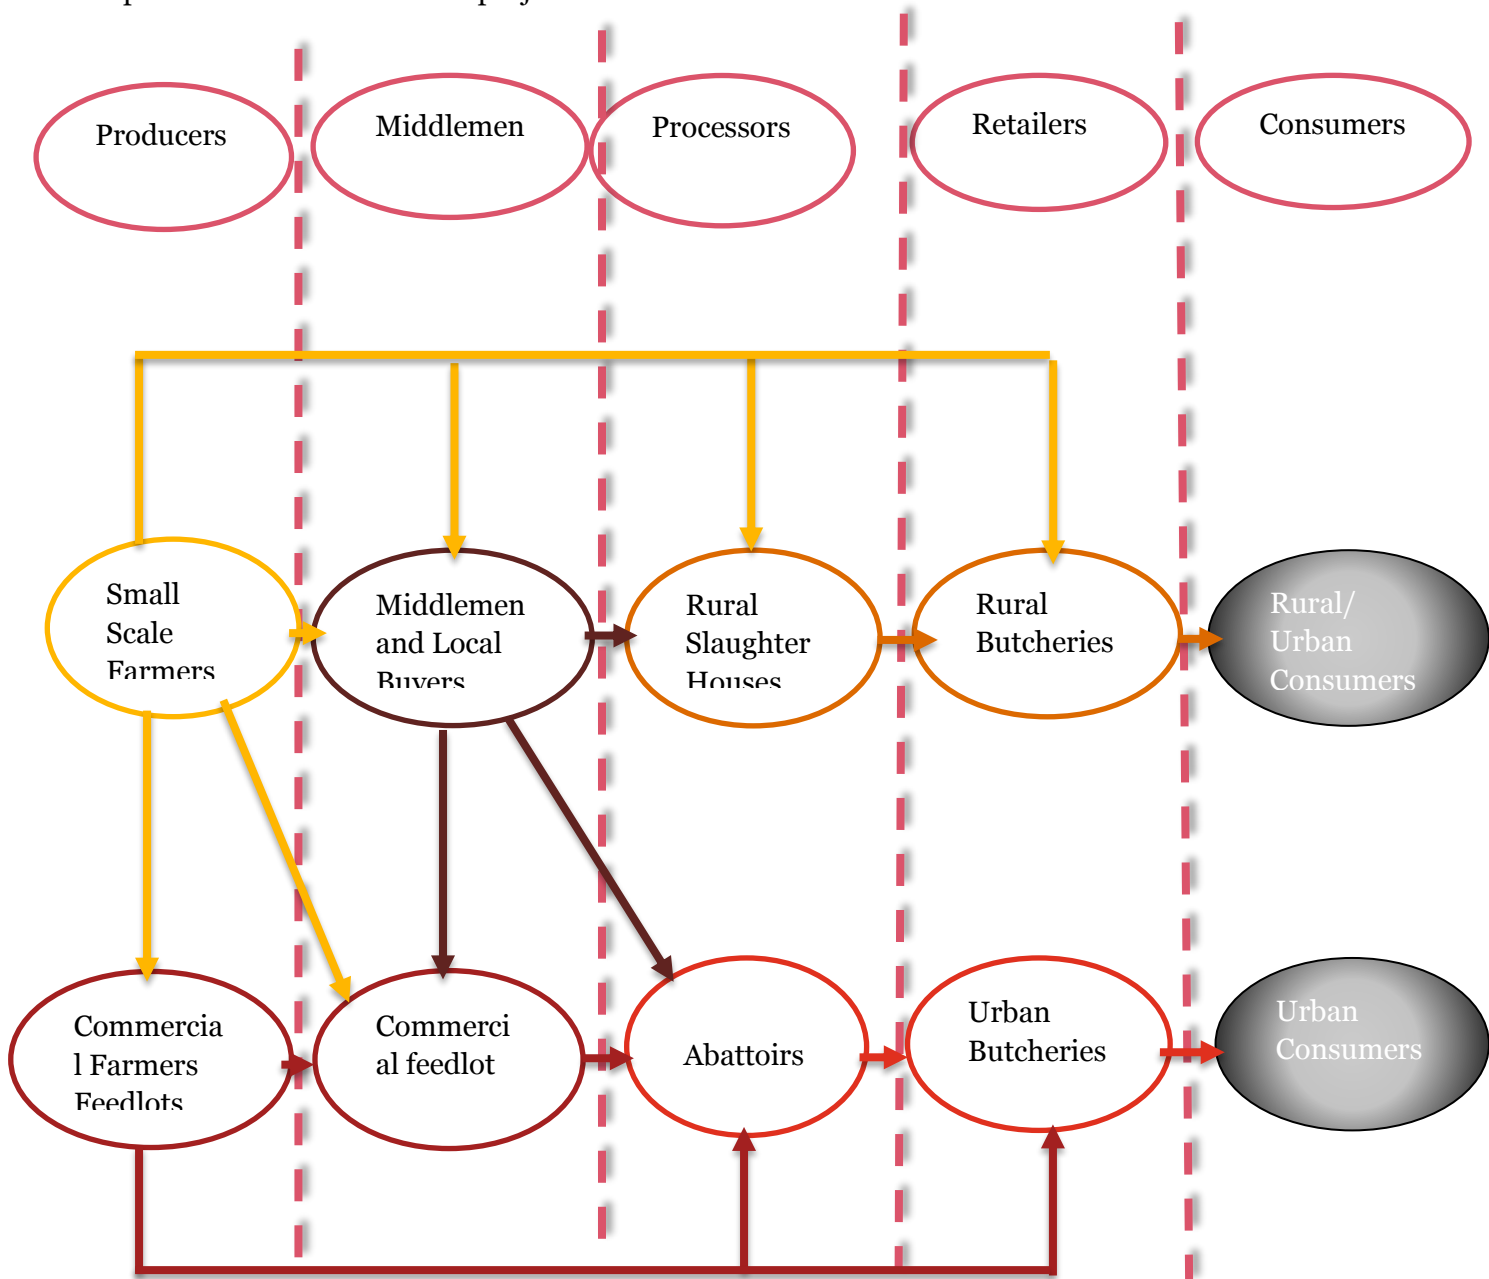 Producers
Middlemen
Processors
Retailers
Consumers
Small
Scale
Farmers
Middlemen
and Local
Buyers
Rural
Slaughter
Houses
Rural
Butcheries
Rural/
Urban
Consumers
Commercia
l Farmers
Feedlots
Commerci
al feedlot
Abattoirs
Urban
Butcheries
Urban
Consumers